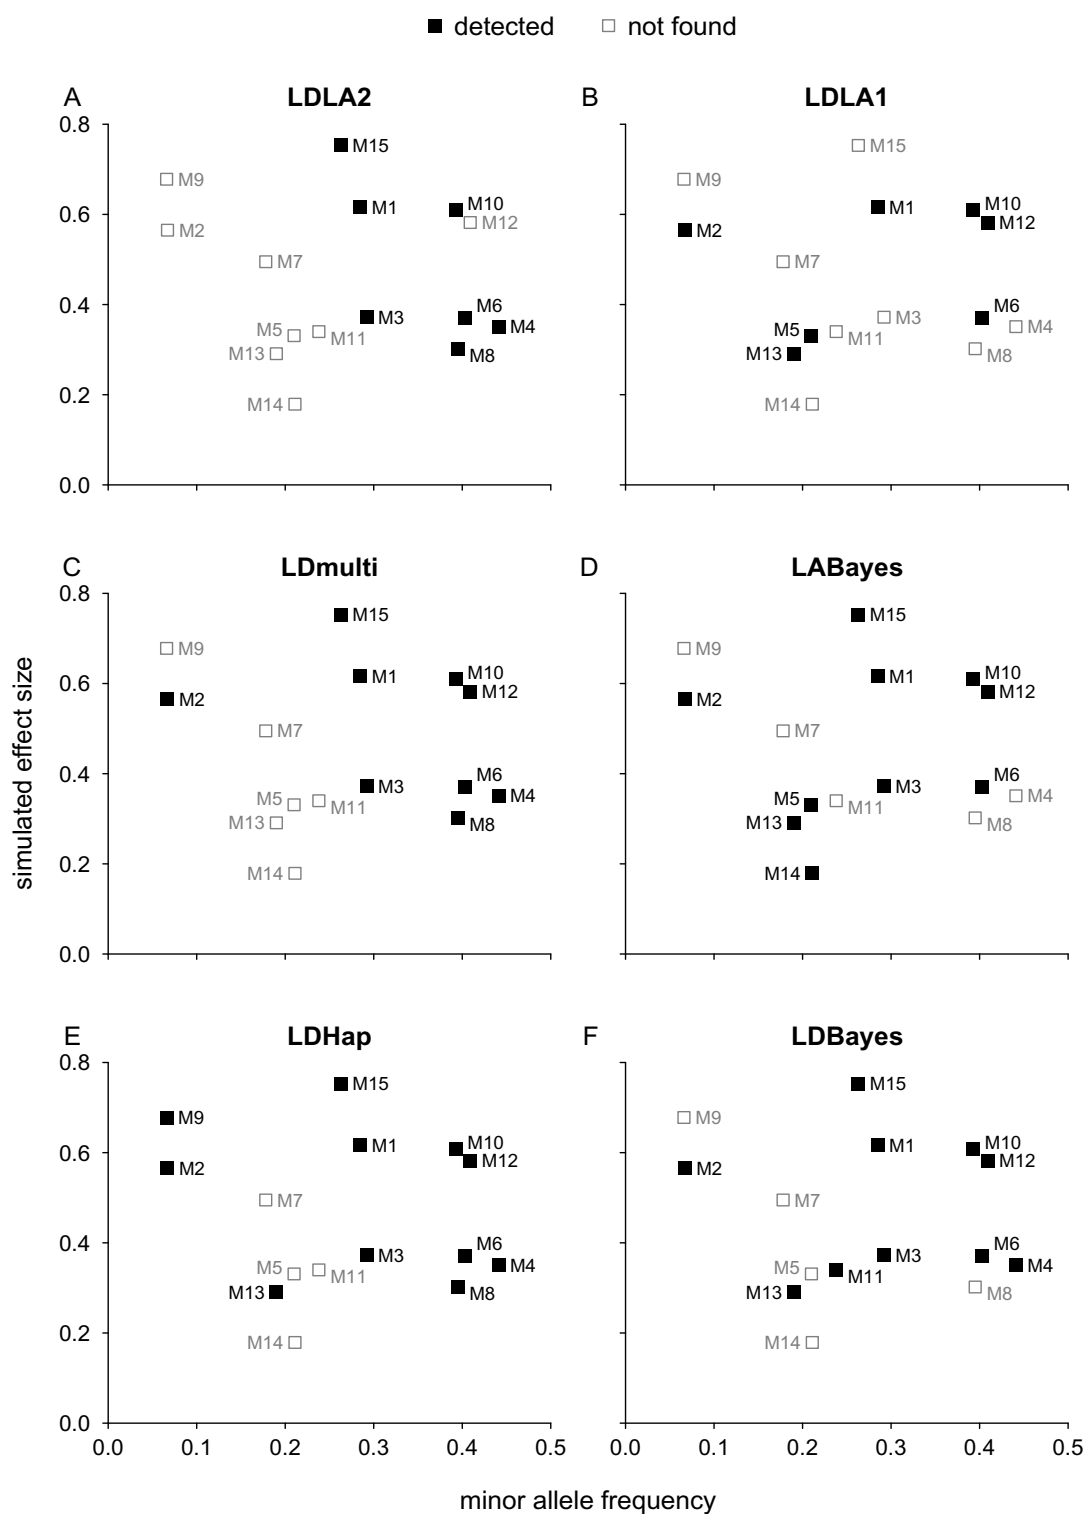 detected not found
A LDLA2 B LDLA1
0.8
M15 M15
M9 M9
0.6 M1 M10 M1 M10
M2 M12 M2 M12
M7 M7
0.4 M3 M6 M3 M6
M5 M11 M4 M5 M11 M4
M13 M8 M13 M8
0.2 M14 M14
0.0
C LDmulti D LABayes
0.8
M15 M15
M9 M9
0.6 M1 M10 M1 M10
M2 M12 M2 M12
M7 M7
simulated effect size
0.4 M3 M6 M3 M6
M5 M11 M4 M5 M11 M4
M13 M8 M13 M8
0.2 M14 M14
0.0
E LDHap F LDBayes
0.8
M15 M15
M9 M9
0.6 M1 M10 M1 M10
M2 M12 M2 M12
M7 M7
0.4 M3 M6 M3 M6
M5 M11 M4 M5 M11 M4
M13 M8 M13 M8
0.2 M14 M14
0.0
0.0 0.1 0.2 0.3 0.4 0.5 0.0 0.1 0.2 0.3 0.4 0.5
minor allele frequency